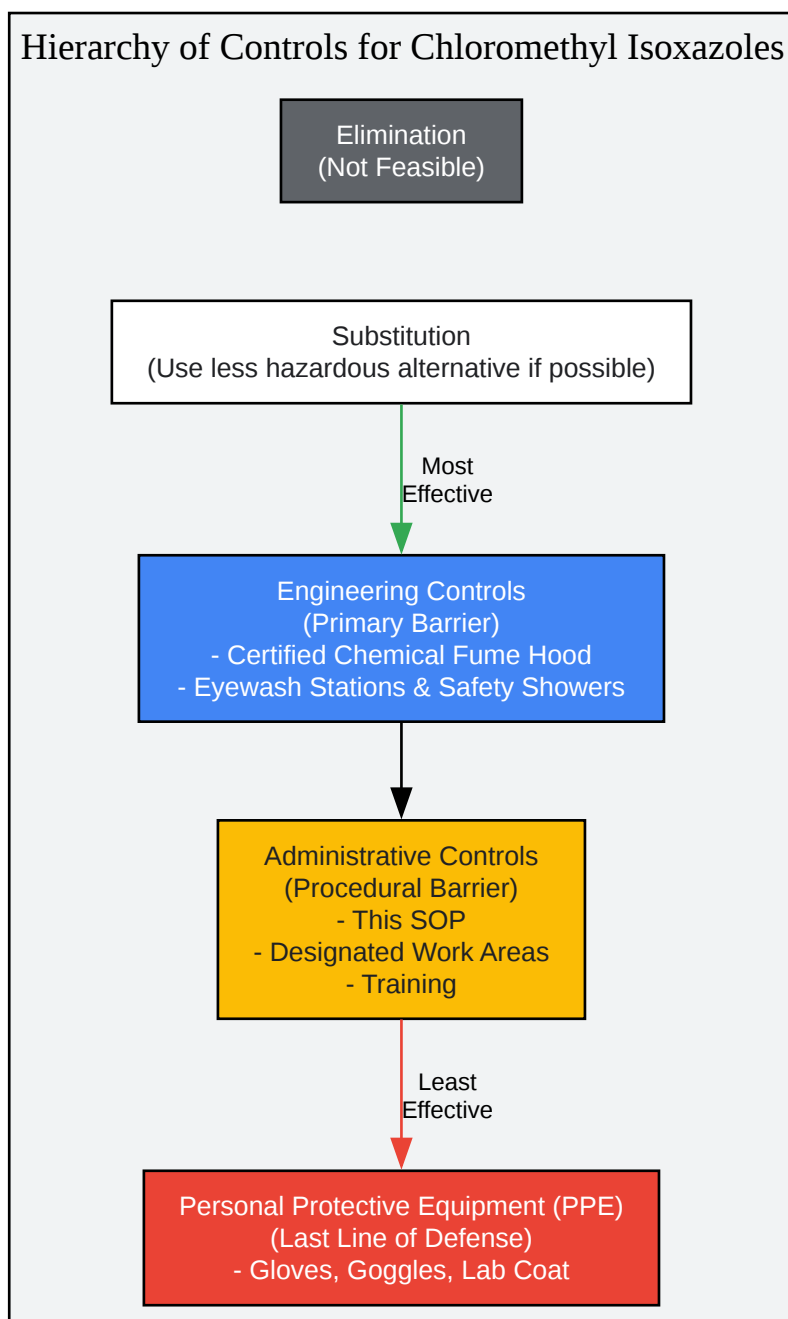 Hierarchy of Controls for Chloromethyl Isoxazoles
Elimination
(Not Feasible)
Substitution
(Use less hazardous alternative if possible)
Most
Effective
Engineering Controls
(Primary Barrier)
- Certified Chemical Fume Hood
- Eyewash Stations & Safety Showers
Administrative Controls
(Procedural Barrier)
- This SOP
- Designated Work Areas
- Training
Least
Effective
Personal Protective Equipment (PPE)
(Last Line of Defense)
- Gloves, Goggles, Lab Coat